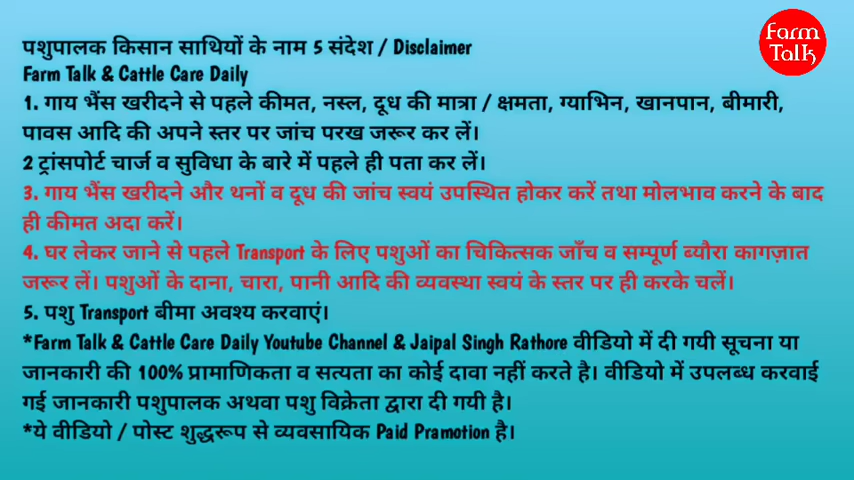 पशुपालक किसान साथियों के नाम 5 संदेश / Disclaimer
Farm Talk
Farm Talk & Cattle Care Daily
1. गाय भैंस खरीदने से पहले कीमत, नस्ल, दूध की मात्रा / क्षमता, ग्याभिन, खानपान, बीमारी,
पावस आदि की अपने स्तर पर जांच परख जरूर कर लें।
2 ट्रांसपोर्ट चार्ज व सुविधा के बारे में पहले ही पता कर लें।
3. गाय भैंस खरीदने और थनों व दूध की जांच स्वयं उपस्थित होकर करें तथा मोलभाव करने के बाद
ही कीमत अदा करें।
4. घर लेकर जाने से पहले Transport के लिए पशुओं का चिकित्सक जाँच व सम्पूर्ण ब्यौरा कागज़ात
जरूर लें। पशुओं के दाना, चारा, पानी आदि की व्यवस्था स्वयं के स्तर पर ही करके चलें।
5. पशु Transport बीमा अवश्य करवाएं।
*Farm Talk & Cattle Care Daily Youtube Channel & Jaipal Singh Rathore वीडियो में दी गयी सूचना या
जानकारी की 100% प्रामाणिकता व सत्यता का कोई दावा नहीं करते है। वीडियो में उपलब्ध करवाई
गई जानकारी पशुपालक अथवा पशु विक्रेता द्वारा दी गयी है।
*ये वीडियो / पोस्ट शुद्धरूप से व्यवसायिक Paid Pramotion है।